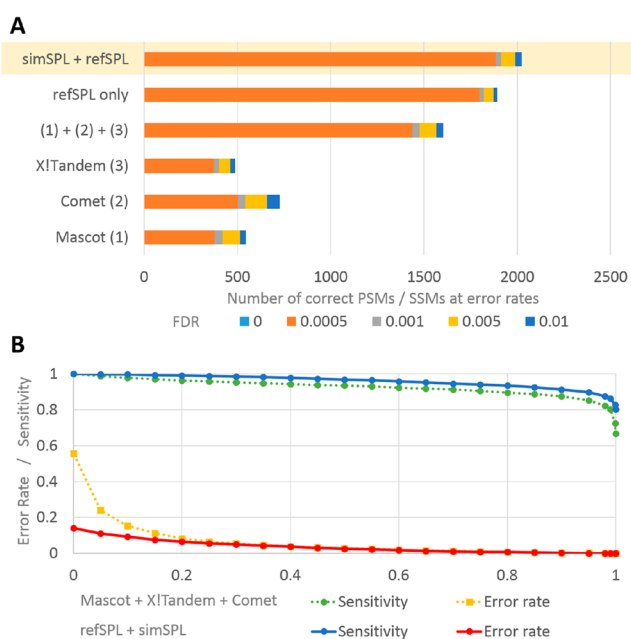 A
simSPL + refSPL
refSPL only
(1) + (2) + (3)
X!Tandem (3)
Comet (2)
Mascot (1)
0 500 1000 1500 2000 2500
Number of correct PSMs / SSMs at error rates
FDR 0 0.0005 0.001 0.005 0.01
B
Error Rate / Sensitivity
1
0.8
0.6
0.4
0.2
0
0 0.2 0.4 0.6 0.8 1
Mascot + X!Tandem + Comet Sensitivity Error rate
refSPL + simSPL Sensitivity Error rate